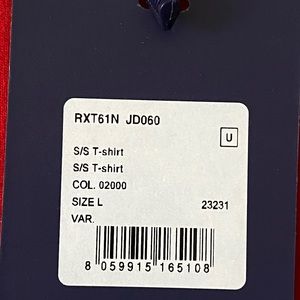 RXT61N JD060
U
S/S T-shirt
S/S T-shirt
COL. 02000
SIZE L 23231
VAR.
8 059915 165108